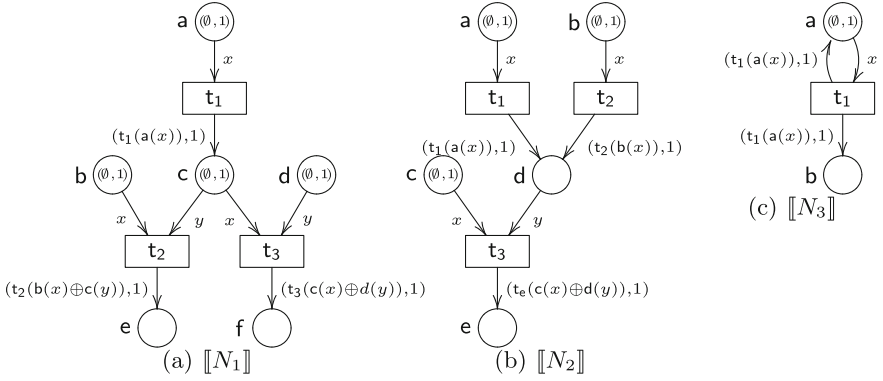 a (∅,1)
x
t₁
(t₁(a(x)),1)
b (∅,1)
c (∅,1)
d (∅,1)
x
y
x
y
t₂
t₃
(t₂(b(x)⊕c(y)),1)
(t₃(c(x)⊕d(y)),1)
e
f
(a) ⟦N₁⟧
a (∅,1)
b (∅,1)
x
x
t₁
t₂
(t₁(a(x)),1)
(t₂(b(x)),1)
c (∅,1)
d
x
y
t₃
(tₑ(c(x)⊕d(y)),1)
e
(b) ⟦N₂⟧
a (∅,1)
(t₁(a(x)),1)
x
t₁
(t₁(a(x)),1)
b
(c) ⟦N₃⟧